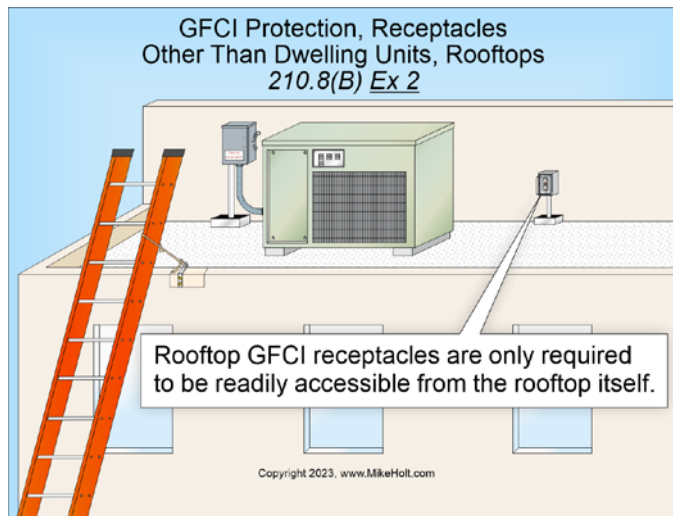 GFCI Protection, Receptacles
Other Than Dwelling Units, Rooftops
210.8(B) Ex 2
Rooftop GFCI receptacles are only required
to be readily accessible from the rooftop itself.
Copyright 2023, www.MikeHolt.com